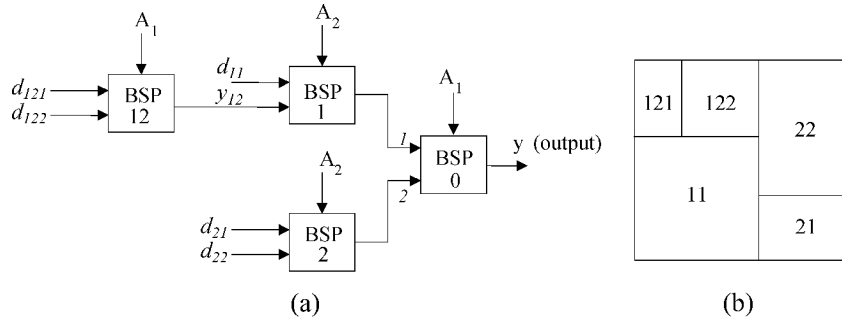 A1
d121
d122
BSP
12
y12
A2
d11
BSP
1
A1
1
2
BSP
0
y (output)
A2
d21
d22
BSP
2
(a)
121
122
22
11
21
(b)